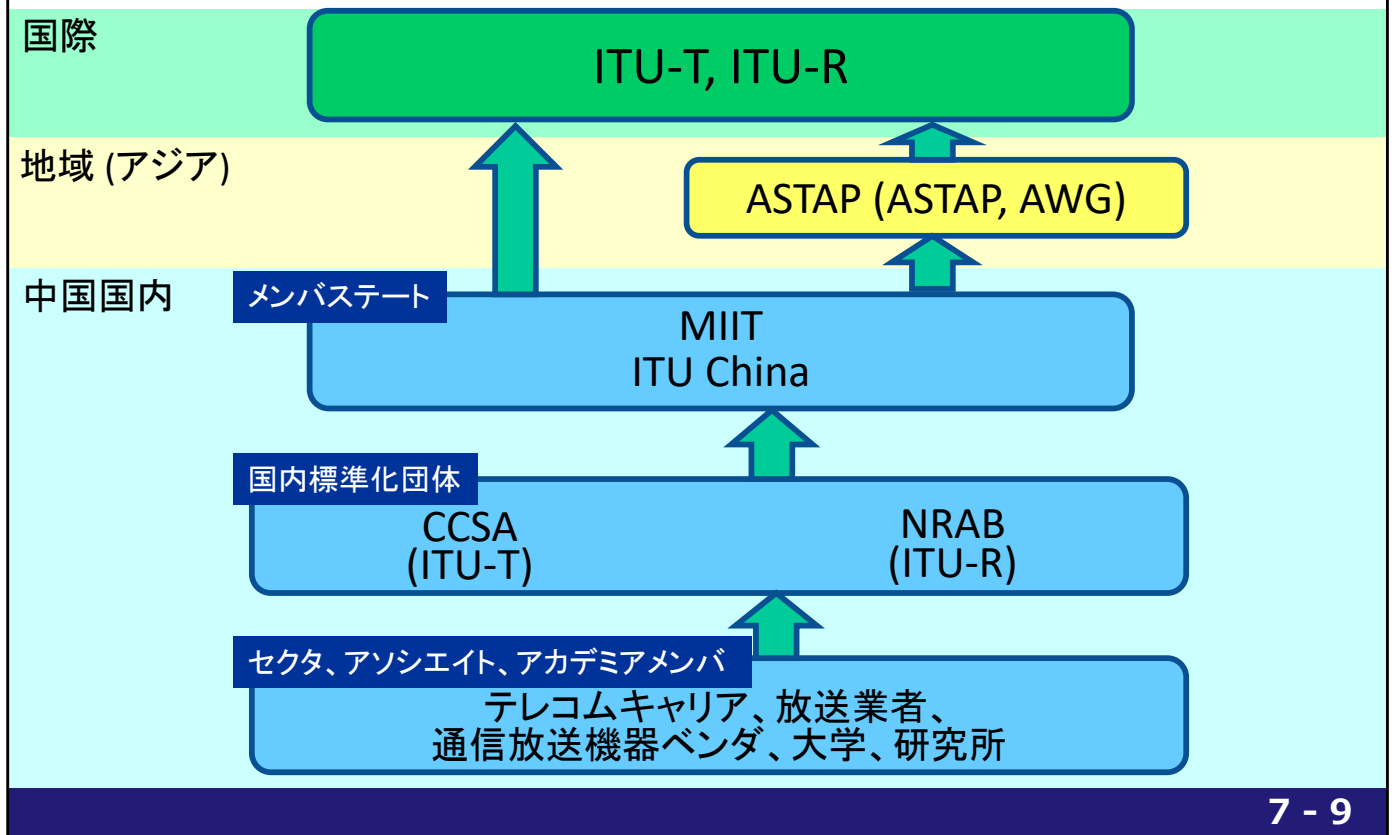 国際
ITU-T, ITU-R
地域 (アジア)
ASTAP (ASTAP, AWG)
中国国内
メンバステート
MIIT
ITU China
国内標準化団体
CCSA
(ITU-T)
NRAB
(ITU-R)
セクタ、アソシエイト、アカデミアメンバ
テレコムキャリア、放送業者、
通信放送機器ベンダ、大学、研究所
7 - 9